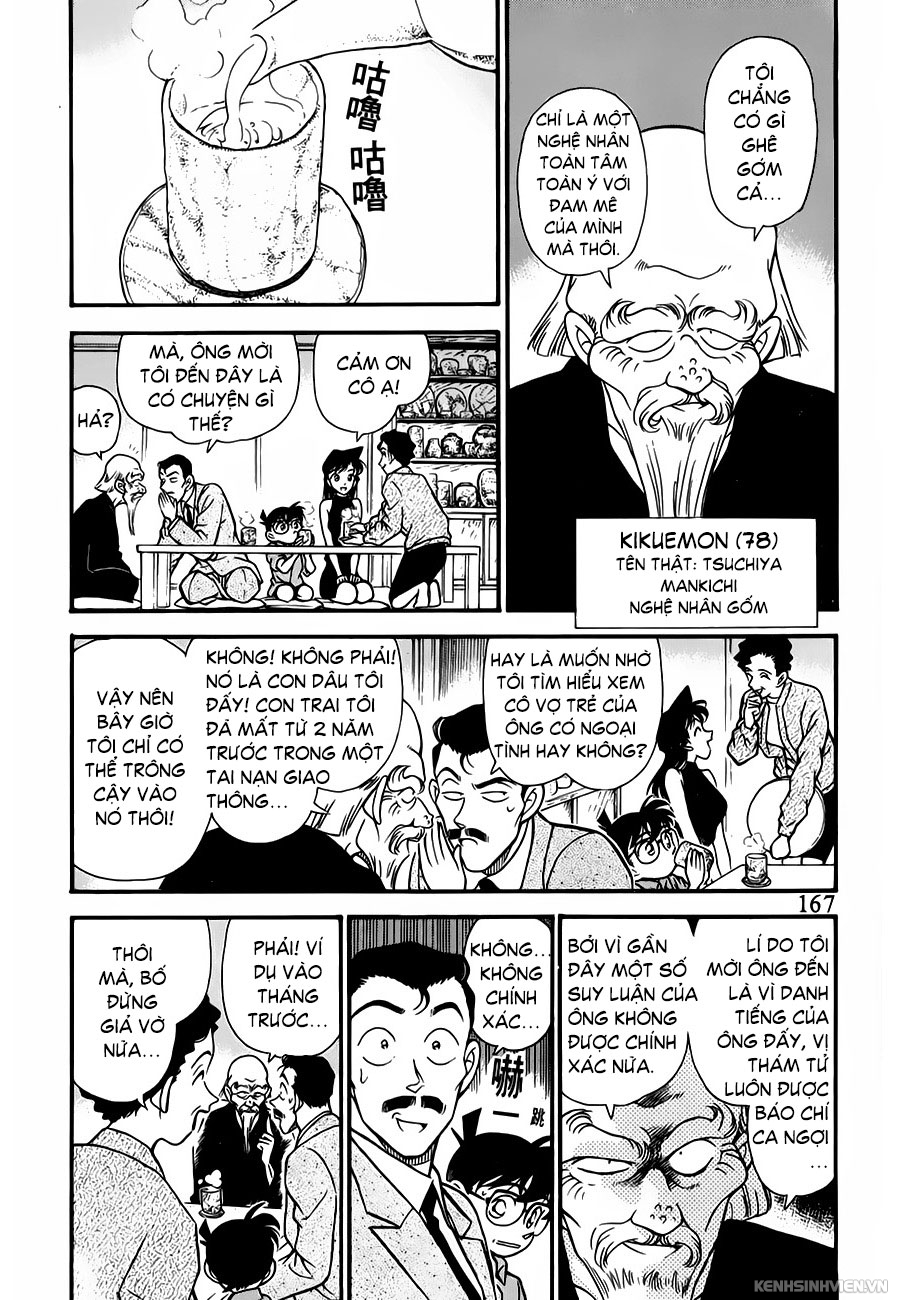 TÔI
CHẲNG
CÓ GÌ
GHÊ
GỚM
CẢ...
CHỈ LÀ MỘT
NGHỆ NHÂN
TOÀN TÂM
TOÀN Ý VỚI
ĐAM MÊ
CỦA MÌNH
MÀ THÔI.
KIKUEMON (78)
TÊN THẬT: TSUCHIYA
MANKICHI
NGHỆ NHÂN GỐM
咕嚕
咕嚕
CẢM ƠN
CÔ Ạ!
MÀ, ÔNG MỜI
TÔI ĐẾN ĐÂY LÀ
CÓ CHUYỆN GÌ
THẾ?
HẢ?
HAY LÀ MUỐN NHỜ
TÔI TÌM HIỂU XEM
CÔ VỢ TRẺ CỦA
ÔNG CÓ NGOẠI
TÌNH HAY KHÔNG?
KHÔNG! KHÔNG PHẢI!
NÓ LÀ CON DÂU TÔI
ĐẤY! CON TRAI TÔI
ĐÃ MẤT TỪ 2 NĂM
TRƯỚC TRONG MỘT
TAI NẠN GIAO
THÔNG...
VẬY NÊN
BÂY GIỜ
TÔI CHỈ CÓ
THỂ TRÔNG
CẬY VÀO
NÓ THÔI!
167
LÍ DO TÔI
MỜI ÔNG ĐẾN
LÀ VÌ DANH
TIẾNG CỦA
ÔNG ĐẤY, VỊ
THÁM TỬ
LUÔN ĐƯỢC
BÁO CHÍ
CA NGỢI
...
BỞI VÌ GẦN
ĐÂY MỘT SỐ
SUY LUẬN CỦA
ÔNG KHÔNG
ĐƯỢC CHÍNH
XÁC NỮA.
KHÔNG...
KHÔNG
CHÍNH
XÁC...
嚇一跳
PHẢI! VÍ
DỤ VÀO
THÁNG
TRƯỚC...
THÔI
MÀ, BỐ
ĐỪNG
GIẢ VỜ
NỮA...
KENHSINHVIEN.VN